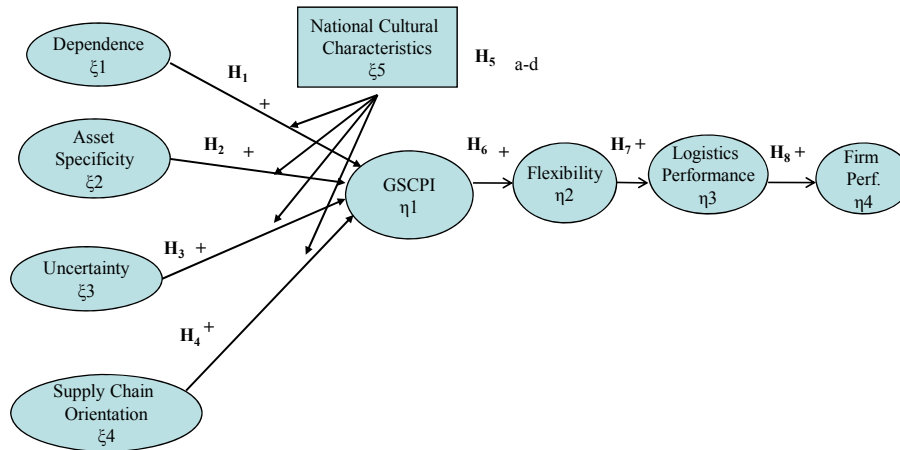 Dependence
ξ1
H1
+
National Cultural
Characteristics
ξ5
H5 a-d
Asset
Specificity
ξ2
H2 +
GSCPI
η1
H6 +
Flexibility
η2
H7 +
Logistics
Performance
η3
H8 +
Firm
Perf.
η4
Uncertainty
ξ3
H3 +
H4 +
Supply Chain
Orientation
ξ4